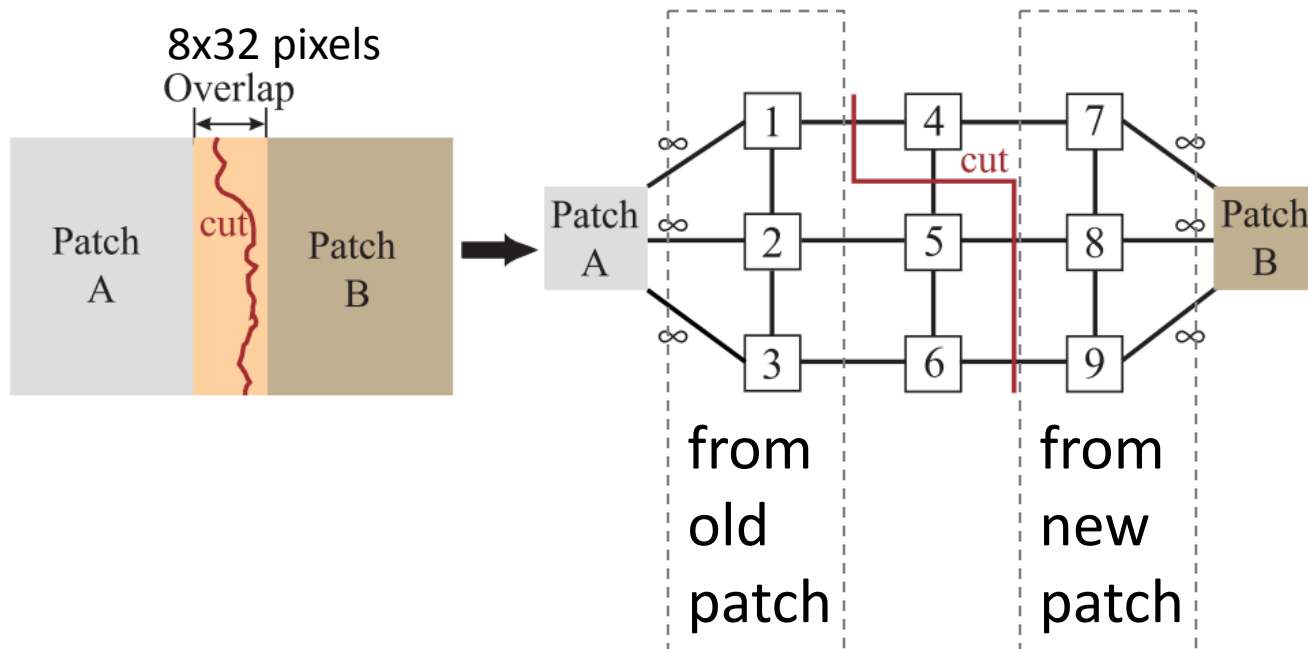 8x32 pixels
Overlap
cut
Patch
A
Patch
B
1
4
7
∞
∞
cut
Patch
A
∞
2
5
8
∞
Patch
B
∞
3
6
9
∞
from
old
patch
from
new
patch